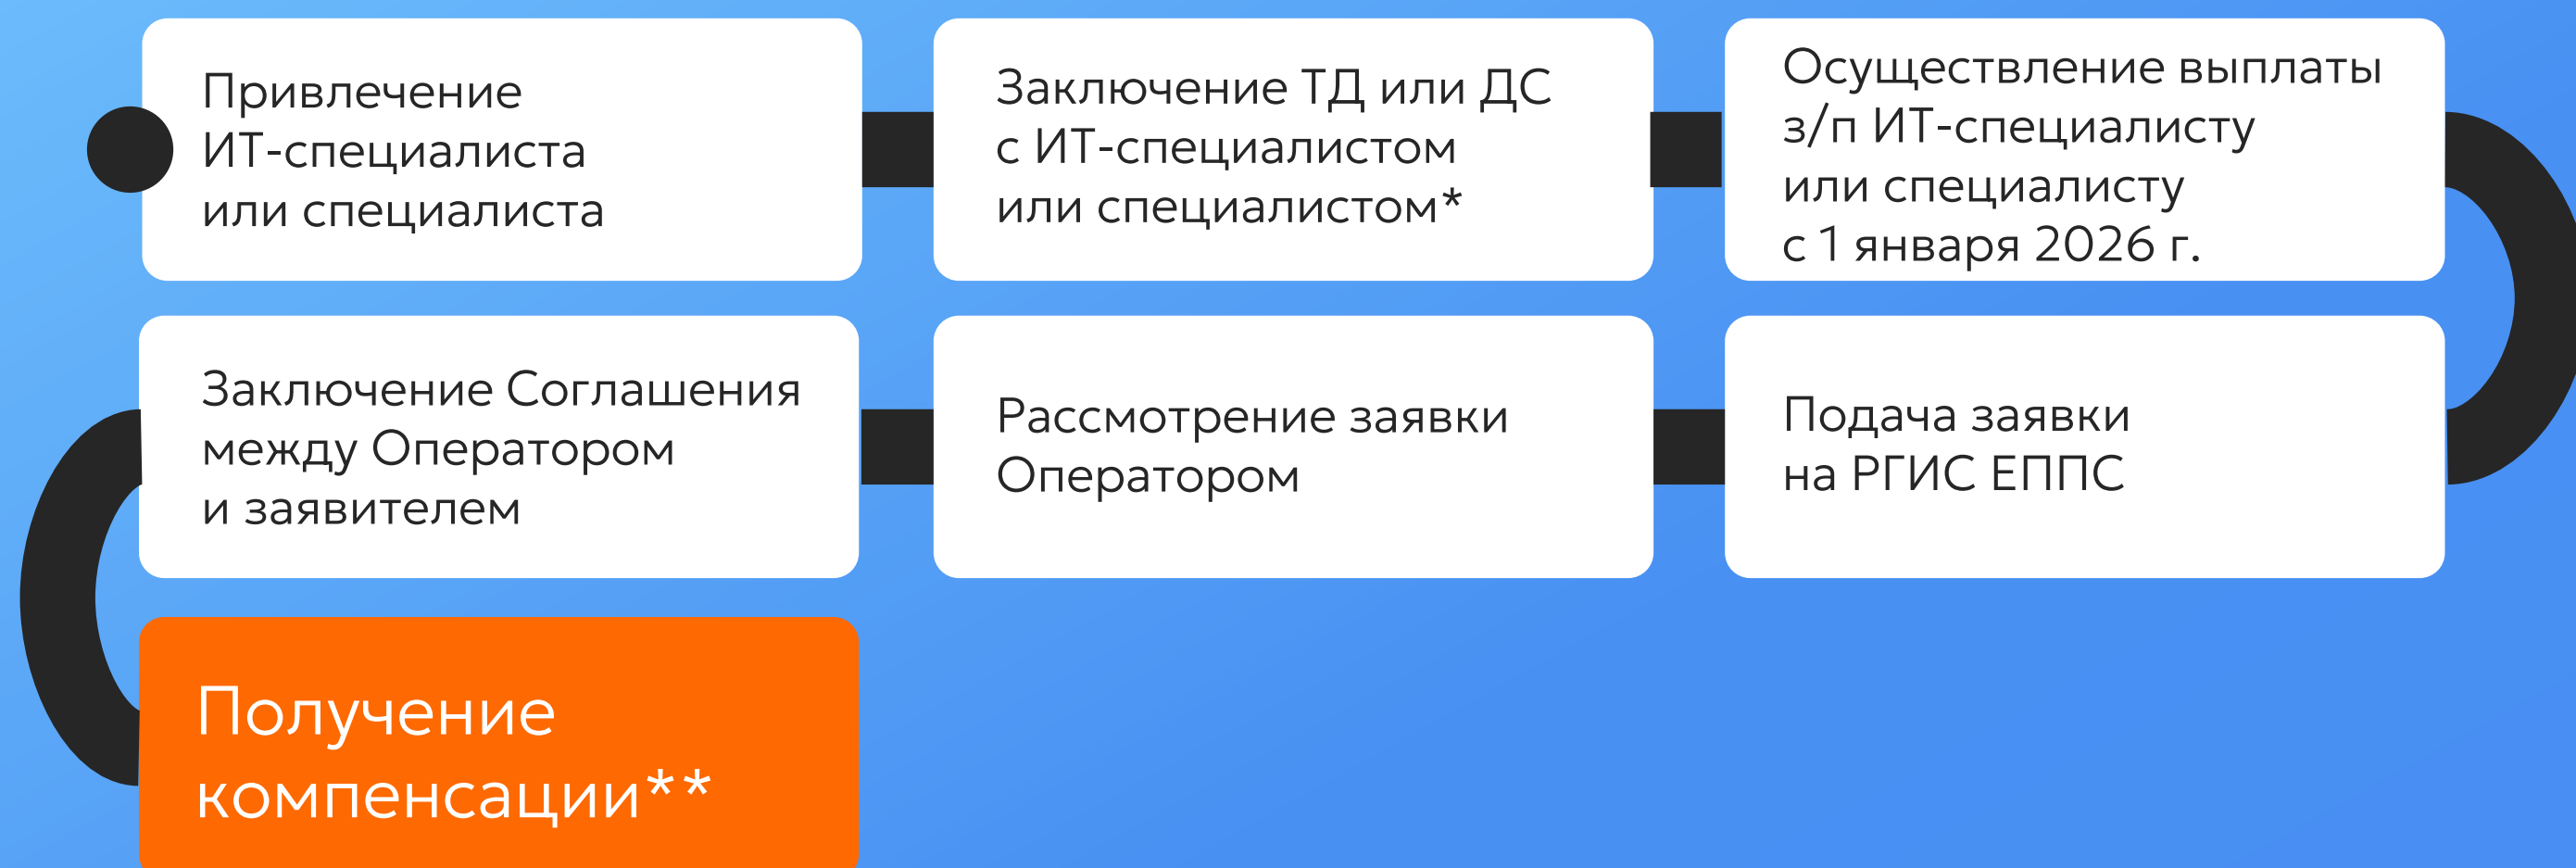 Привлечение
ИТ-специалиста
или специалиста
Заключение ТД или ДС
с ИТ-специалистом
или специалистом*
Осуществление выплаты
з/п ИТ-специалисту
или специалисту
с 1 января 2026 г.
Подача заявки
на РГИС ЕППС
Рассмотрение заявки
Оператором
Заключение Соглашения
между Оператором
и заявителем
Получение
компенсации**